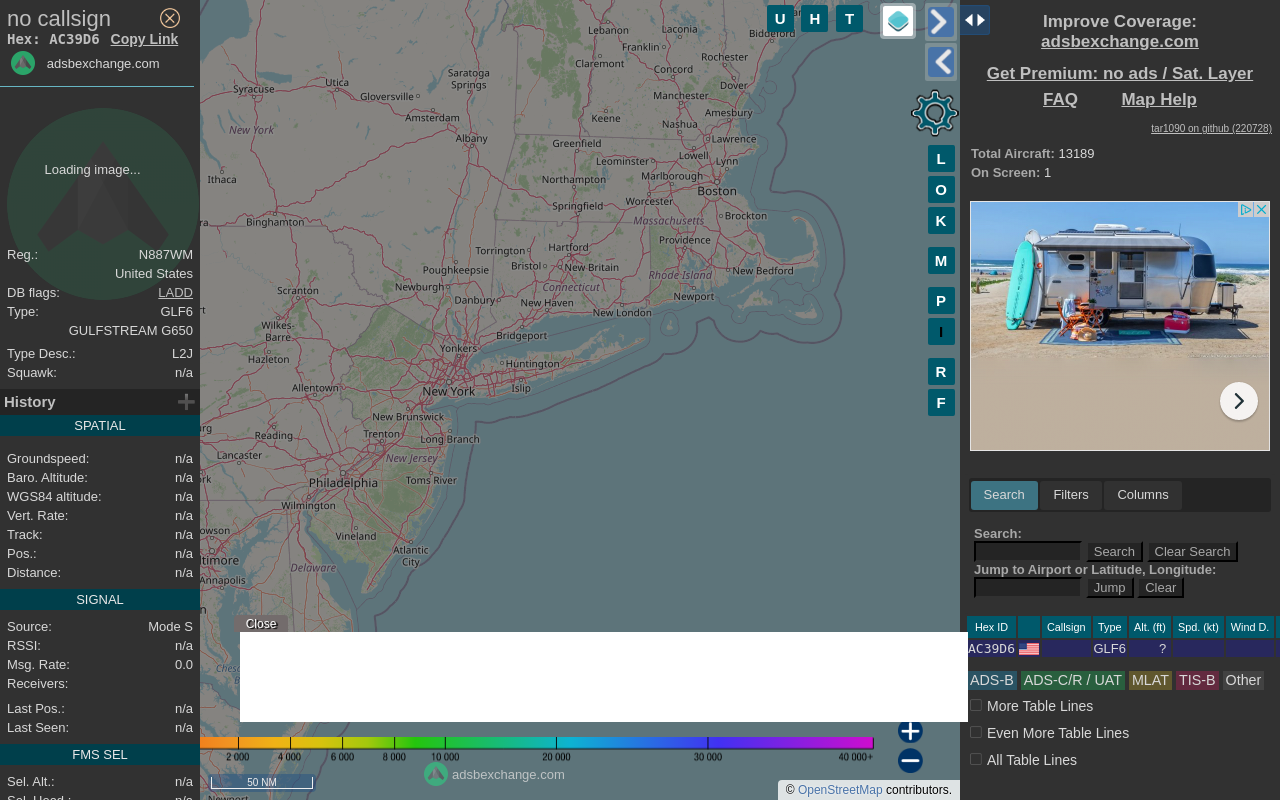 no callsign
Hex: AC39D6 Copy Link
adsbexchange.com
Loading image...
Reg.: N887WM
United States
DB flags: LADD
Type: GLF6
GULFSTREAM G650
Type Desc.: L2J
Squawk: n/a
History
SPATIAL
Groundspeed: n/a
Baro. Altitude: n/a
WGS84 altitude: n/a
Vert. Rate: n/a
Track: n/a
Pos.: n/a
Distance: n/a
SIGNAL
Source: Mode S
RSSI: n/a
Msg. Rate: 0.0
Receivers:
Last Pos.: n/a
Last Seen: n/a
FMS SEL
Sel. Alt.: n/a
U H T
L
O
K
M
P
I
R
F
Lebanon
Laconia
Biddeford
Franklin
Rochester
Claremont
Concord
Dover
Saratoga
Springs
Utica
Syracuse
Gloversville
Manchester
Amesbury
Amsterdam
Keene
Nashua
New York
Albany
Lawrence
Greenfield
Lowell
Leominster
Lynn
Ithaca
Northampton
Marlborough
Boston
Worcester
Springfield
Binghamton
Massachusetts
Brockton
Providence
Torrington
Hartford
Bristol
New Britain
Poughkeepsie
New Bedford
Rhode Island
Connecticut
Newburgh
Scranton
Danbury
New Haven
Newport
New London
Wilkes-
Barre
Bridgeport
Yonkers
Hazleton
Huntington
Allentown
New York
Islip
New Brunswick
Reading
Trenton
Long Branch
Lancaster
New Jersey
Philadelphia
Toms River
Wilmington
Vineland
Atlantic
City
Delaware
Annapolis
Close
2 000 4 000 6 000 8 000 10 000 20 000 30 000 40 000+
adsbexchange.com
50 NM
© OpenStreetMap contributors.
Improve Coverage:
adsbexchange.com
Get Premium: no ads / Sat. Layer
FAQ Map Help
tar1090 on github (220728)
Total Aircraft: 13189
On Screen: 1
Search Filters Columns
Search:
Search Clear Search
Jump to Airport or Latitude, Longitude:
Jump Clear
Hex ID Callsign Type Alt. (ft) Spd. (kt) Wind D.
AC39D6 GLF6 ?
ADS-B ADS-C/R / UAT MLAT TIS-B Other
More Table Lines
Even More Table Lines
All Table Lines